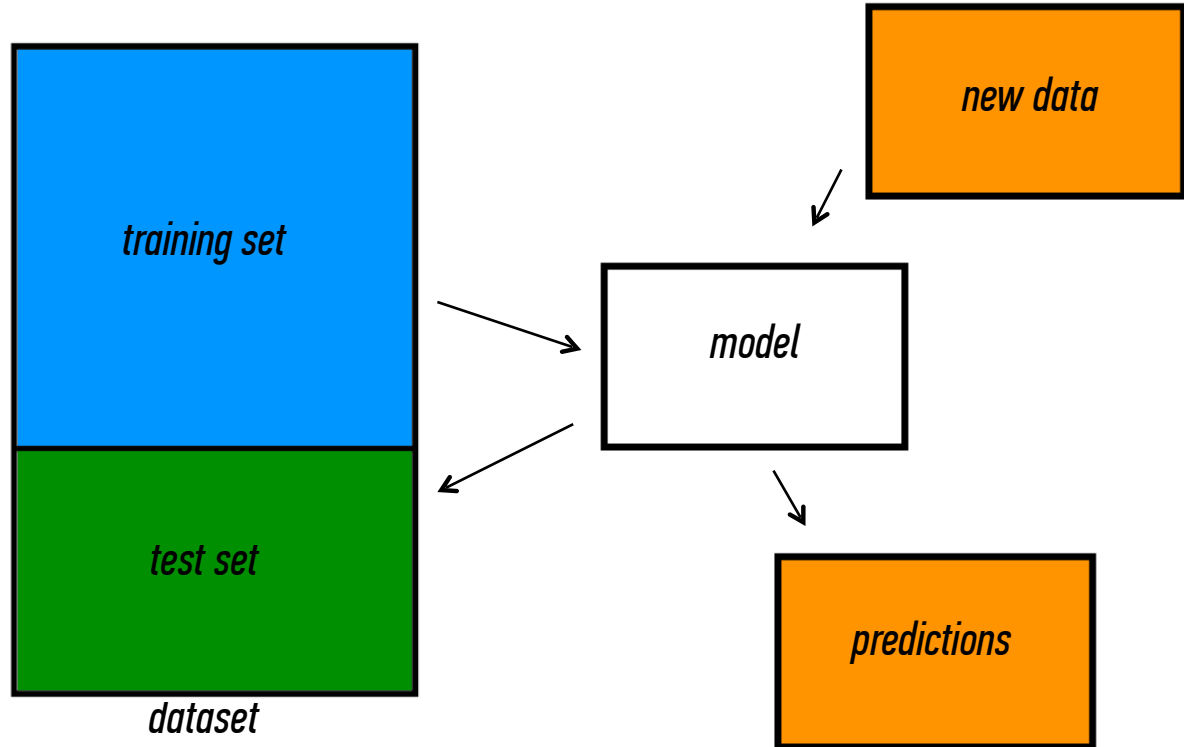 new data
training set
model
test set
predictions
dataset